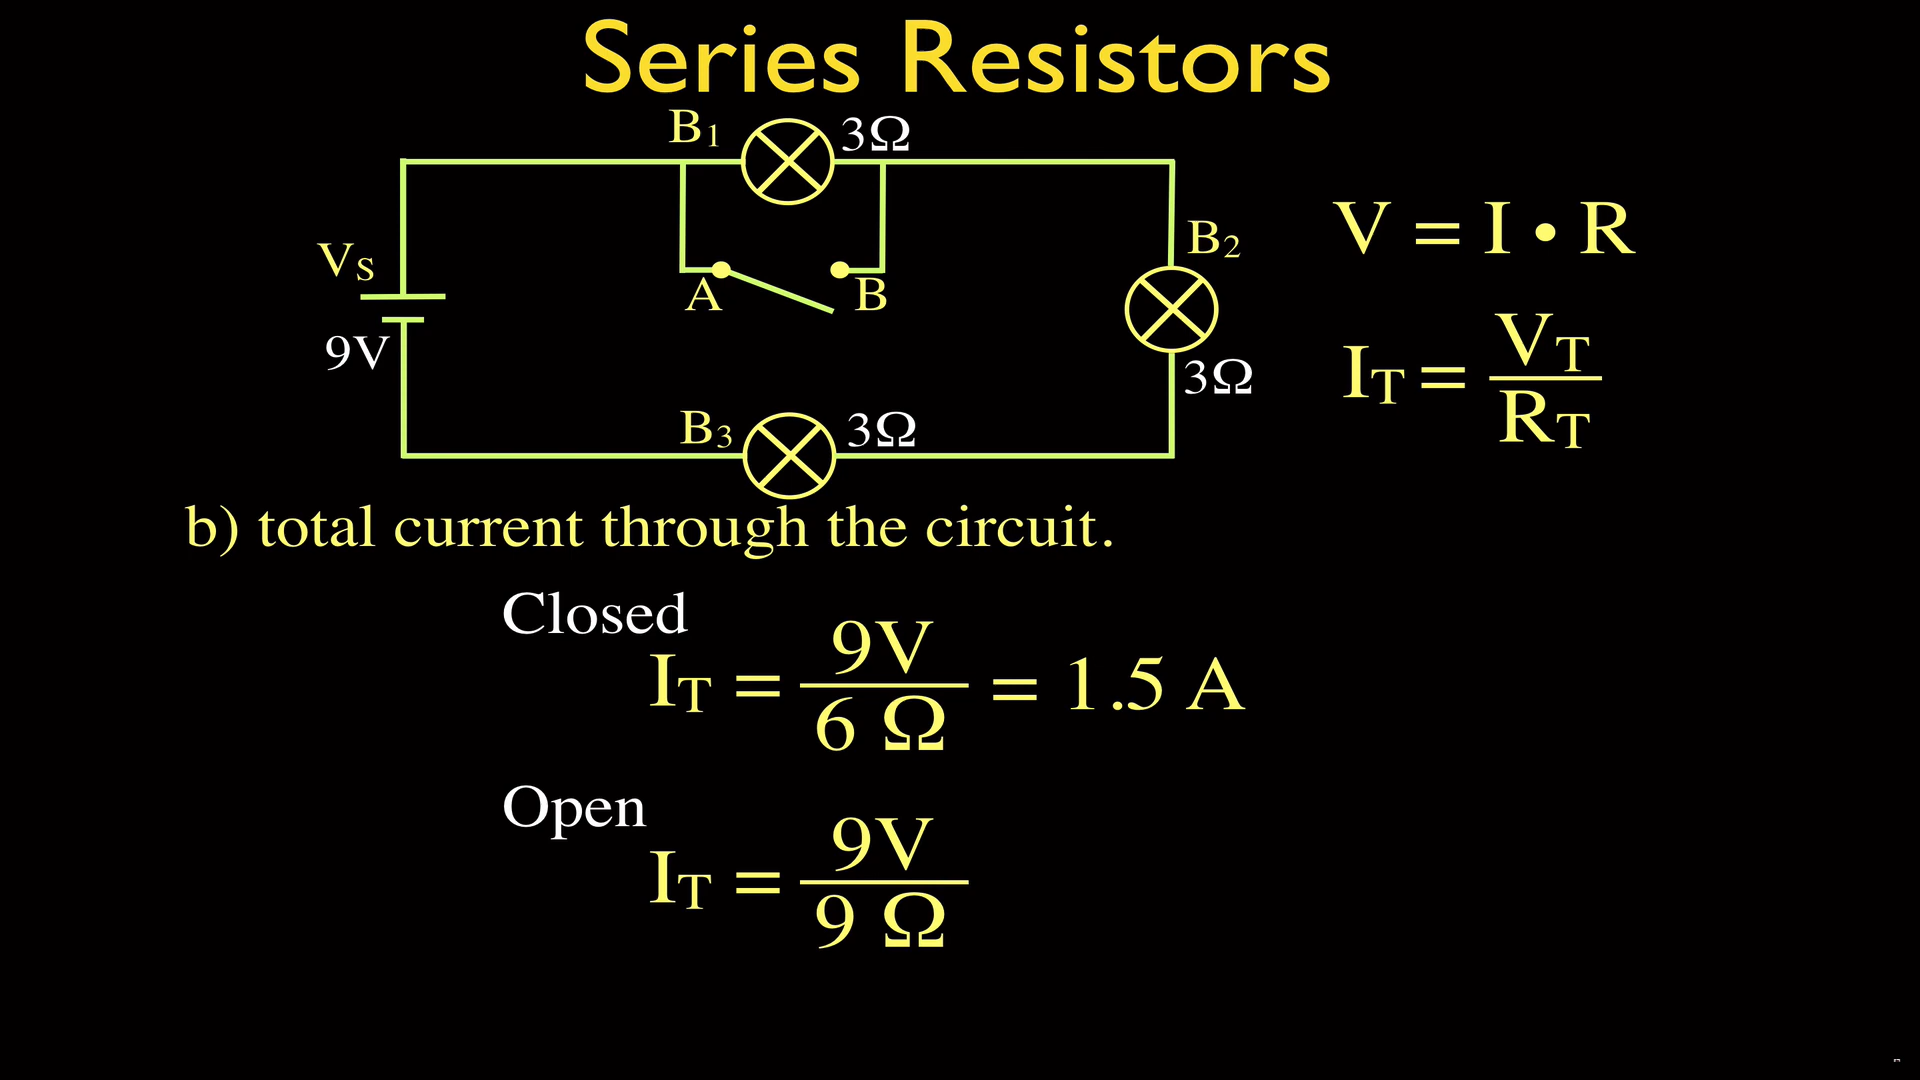 Series Resistors
B1 3Ω
VS
9V
A B
B2
3Ω
B3 3Ω
V = I • R
IT = VT / RT
b) total current through the circuit.
Closed
IT = 9V / 6 Ω = 1.5 A
Open
IT = 9V / 9 Ω